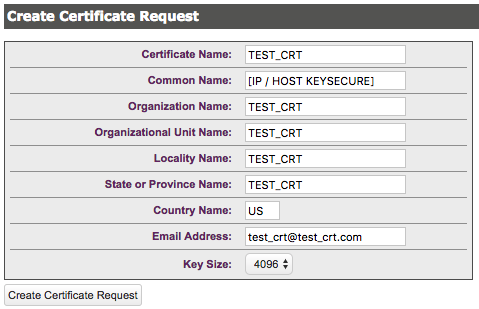 Create Certificate Request
Certificate Name: TEST_CRT
Common Name: [IP / HOST KEYSECURE]
Organization Name: TEST_CRT
Organizational Unit Name: TEST_CRT
Locality Name: TEST_CRT
State or Province Name: TEST_CRT
Country Name: US
Email Address: test_crt@test_crt.com
Key Size: 4096
Create Certificate Request